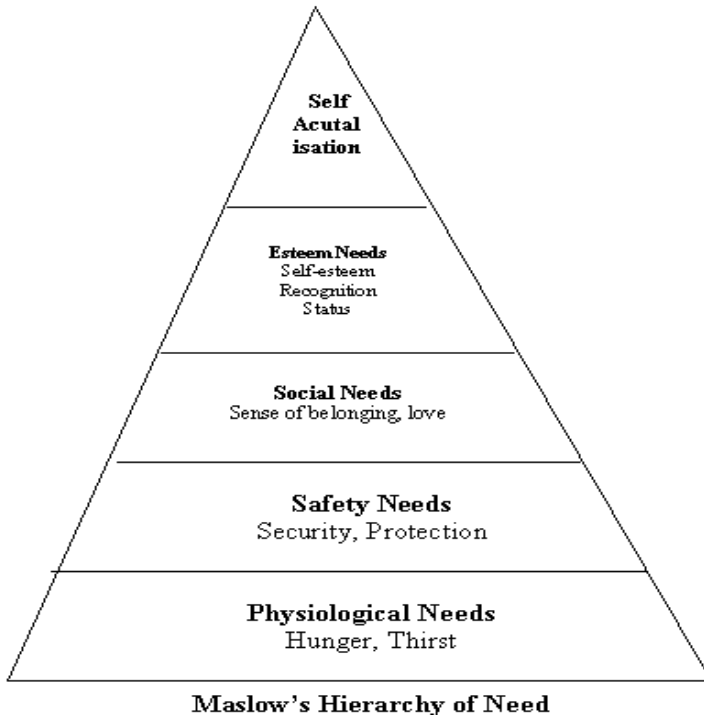 Self
Acutal
isation
Esteem Needs
Self-esteem
Recognition
Status
Social Needs
Sense of belonging, love
Safety Needs
Security, Protection
Physiological Needs
Hunger, Thirst
Maslow's Hierarchy of Need